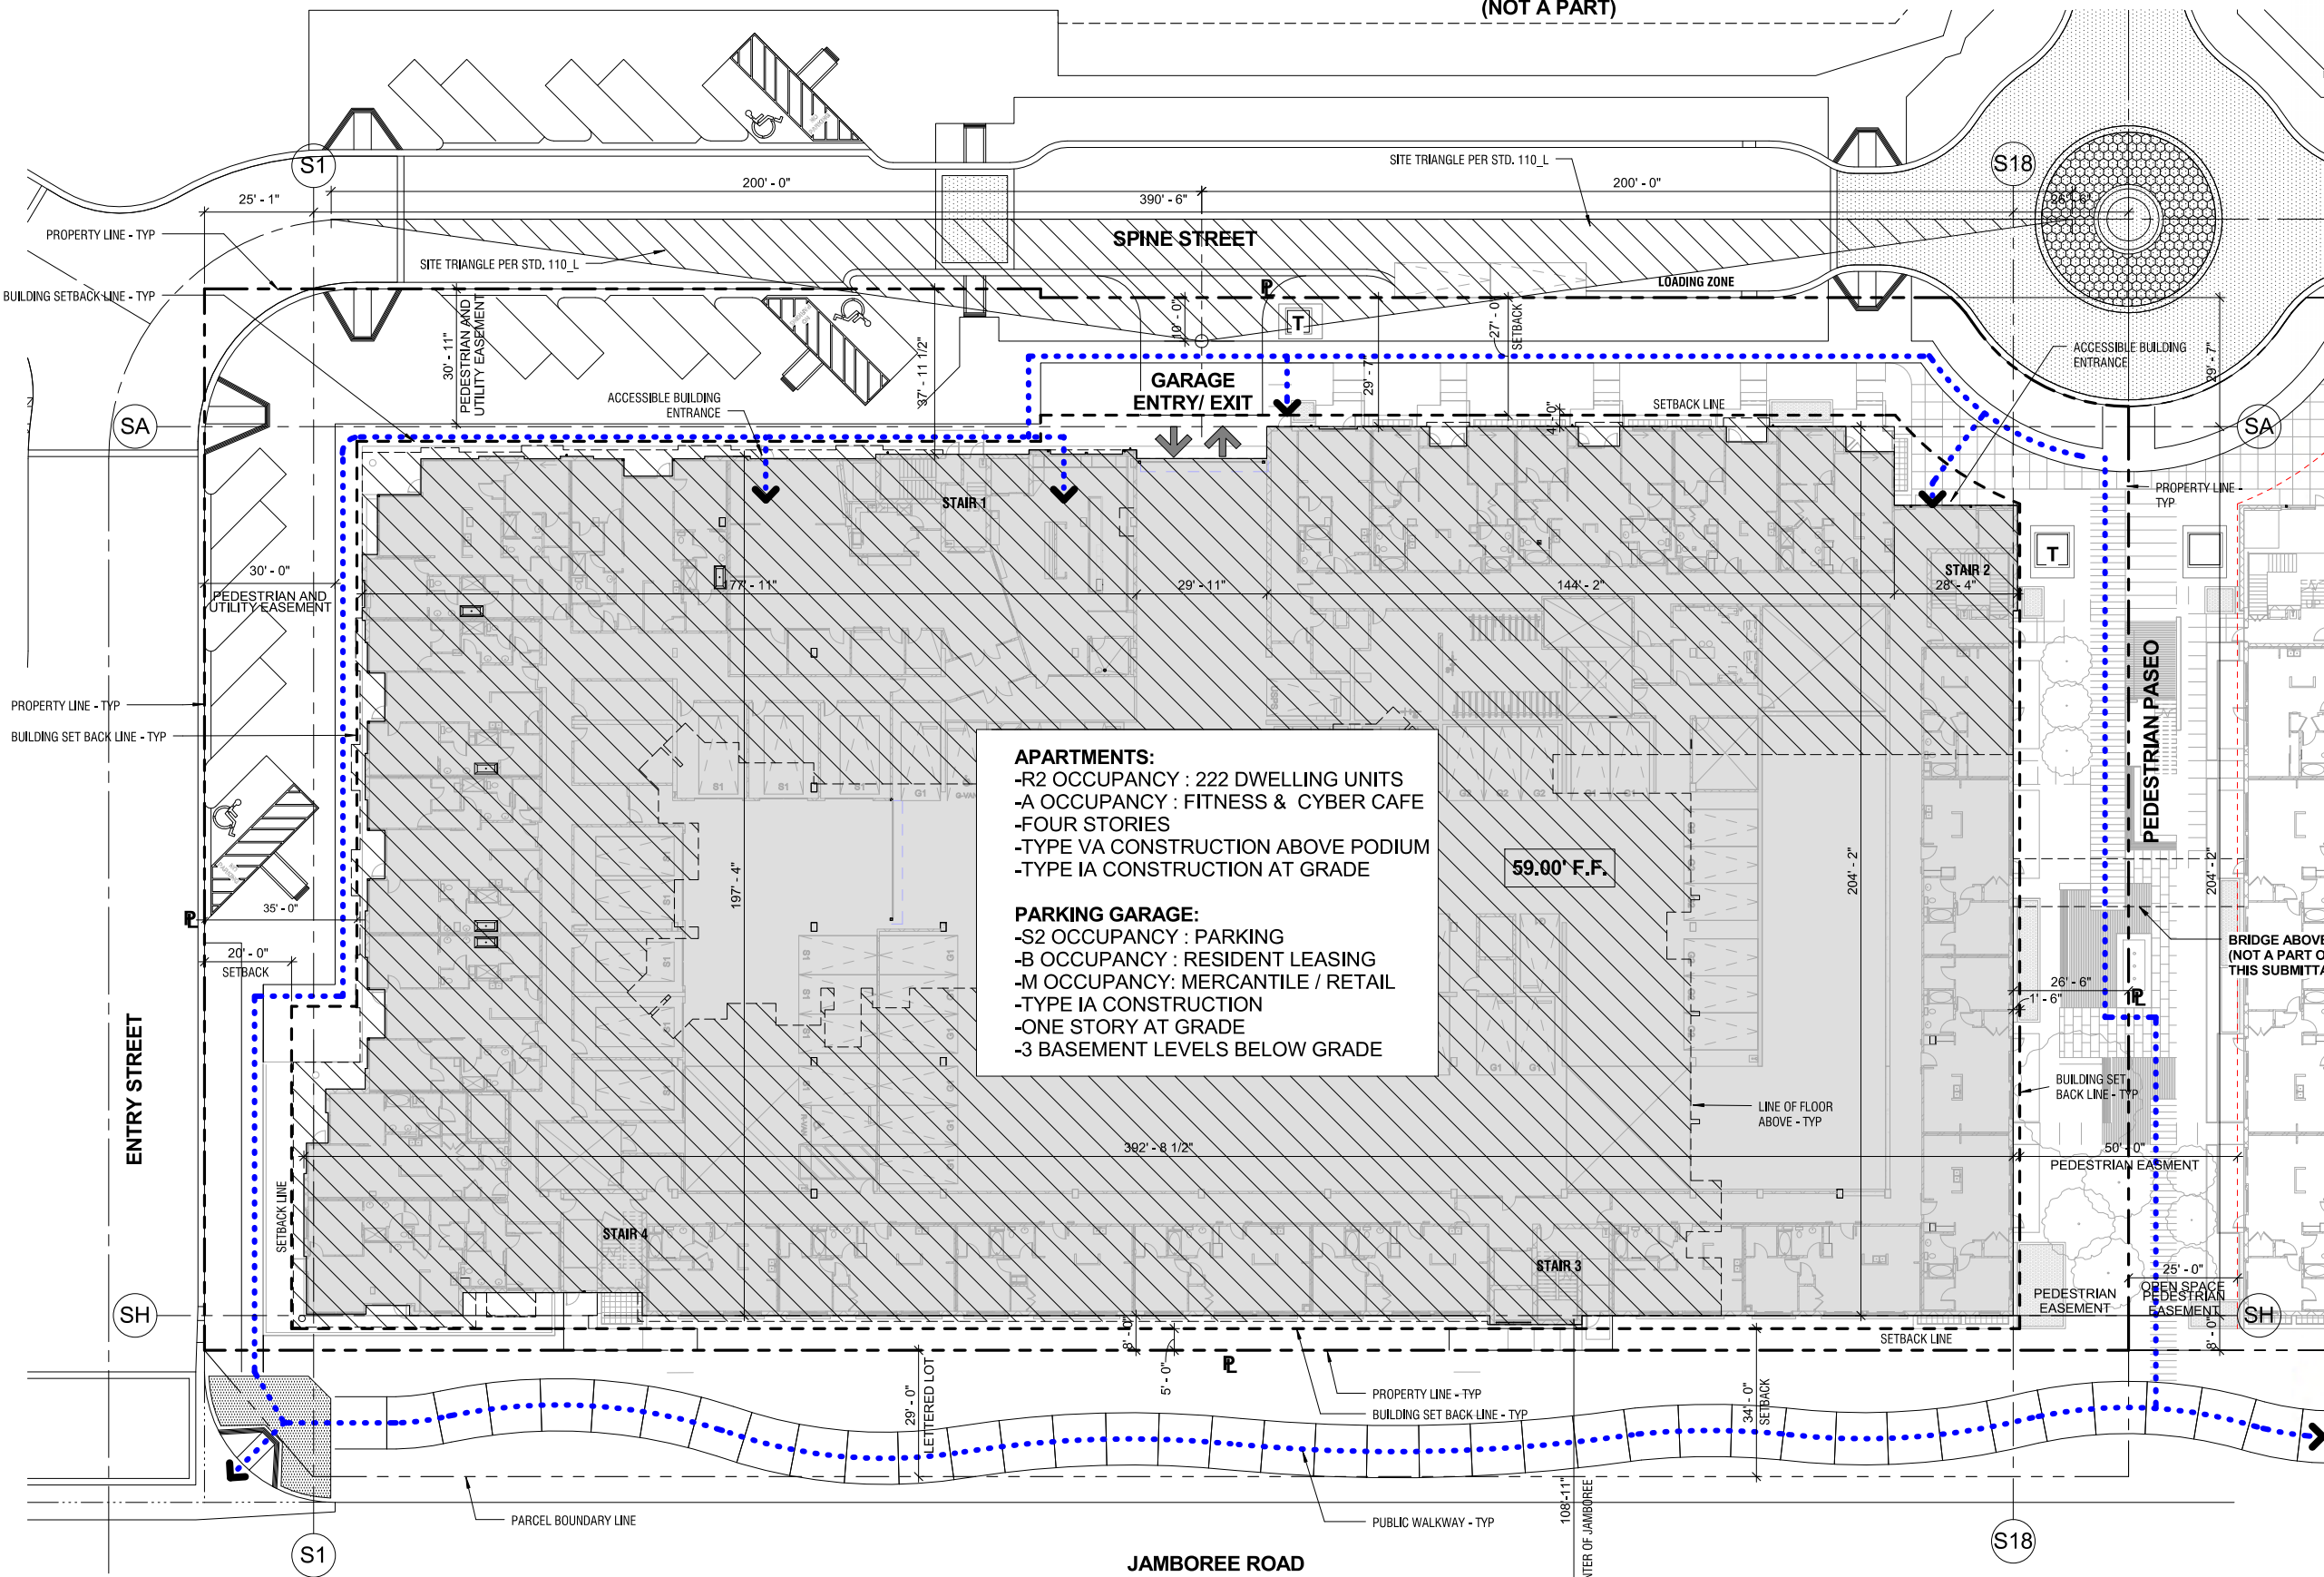 (NOT A PART)
S1
S18
SITE TRIANGLE PER STD. 110_L
200' - 0"
200' - 0"
25' - 1"
390' - 6"
PROPERTY LINE - TYP
SPINE STREET
SITE TRIANGLE PER STD. 110_L
LOADING ZONE
BUILDING SETBACK LINE - TYP
30' - 11"
PEDESTRIAN AND
UTILITY EASEMENT
37' - 11 1/2"
10' - 0"
T
27' - 0"
SETBACK
29' - 7"
29' - 7"
ACCESSIBLE BUILDING
ENTRANCE
GARAGE
ENTRY/ EXIT
ACCESSIBLE BUILDING
ENTRANCE
SETBACK LINE
4' - 0"
SA
SA
STAIR 1
PROPERTY LINE -
TYP
T
30' - 0"
PEDESTRIAN AND
UTILITY EASEMENT
177' - 11"
29' - 11"
144' - 2"
STAIR 2
28' - 4"
PEDESTRIAN PASEO
PROPERTY LINE - TYP
BUILDING SET BACK LINE - TYP
APARTMENTS:
-R2 OCCUPANCY : 222 DWELLING UNITS
-A OCCUPANCY : FITNESS & CYBER CAFE
-FOUR STORIES
-TYPE VA CONSTRUCTION ABOVE PODIUM
-TYPE IA CONSTRUCTION AT GRADE
PARKING GARAGE:
-S2 OCCUPANCY : PARKING
-B OCCUPANCY : RESIDENT LEASING
-M OCCUPANCY: MERCANTILE / RETAIL
-TYPE IA CONSTRUCTION
-ONE STORY AT GRADE
-3 BASEMENT LEVELS BELOW GRADE
59.00' F.F.
197' - 4"
204' - 2"
204' - 2"
35' - 0"
20' - 0"
SETBACK
BRIDGE ABOVE
(NOT A PART O
THIS SUBMITTA
26' - 6"
1' - 6"
ENTRY STREET
BUILDING SET
BACK LINE - TYP
LINE OF FLOOR
ABOVE - TYP
392' - 8 1/2"
50' - 0"
PEDESTRIAN EASMENT
SETBACK LINE
STAIR 4
STAIR 3
25' - 0"
OPEN SPACE
PEDESTRIAN
EASEMENT
PEDESTRIAN
EASEMENT
SH
SH
SETBACK LINE
8' - 0"
5' - 0"
8' - 0"
29' - 0"
LETTERED LOT
PROPERTY LINE - TYP
BUILDING SET BACK LINE - TYP
34' - 0"
SETBACK
108'-11"
NTER OF JAMBOREE
PARCEL BOUNDARY LINE
PUBLIC WALKWAY - TYP
S1
S18
JAMBOREE ROAD